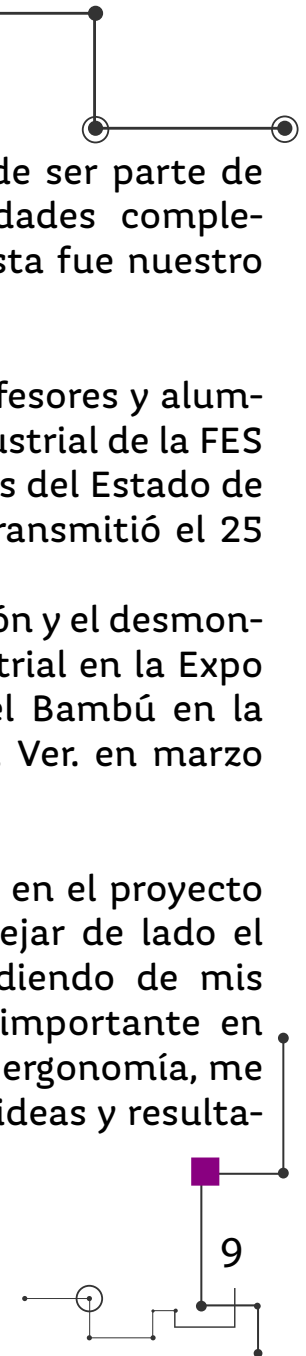 de ser parte de
dades comple-
sta fue nuestro
fesores y alum-
ustrial de la FES
s del Estado de
ransmitió el 25
ón y el desmon-
trial en la Expo
el Bambú en la
Ver. en marzo
en el proyecto
ejar de lado el
diendo de mis
importante en
ergonomía, me
ideas y resulta-
9